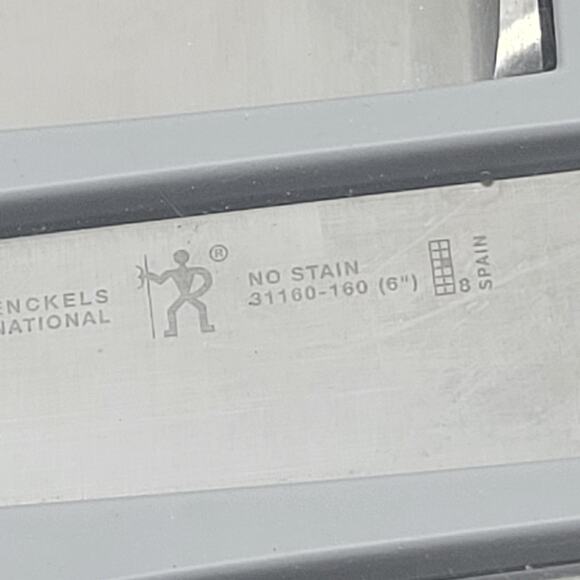 ENCKELS
NATIONAL
®
NO STAIN
31160-160 (6")
8
SPAIN